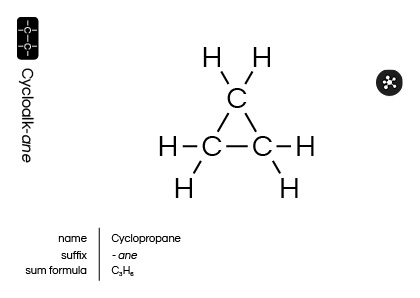 C C
Cycloalk-ane
H H
C
H C C H
H H
name Cyclopropane
suffix - ane
sum formula C₃H₆